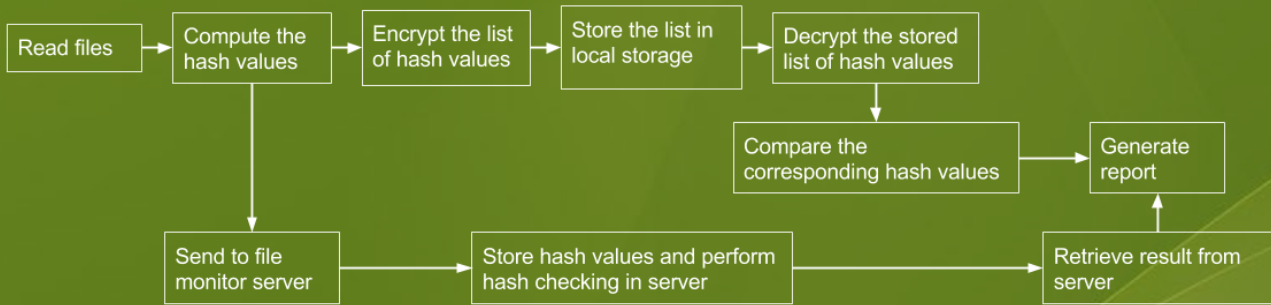 Read files
Compute the
hash values
Encrypt the list
of hash values
Store the list in
local storage
Decrypt the stored
list of hash values
Compare the
corresponding hash values
Generate
report
Send to file
monitor server
Store hash values and perform
hash checking in server
Retrieve result from
server